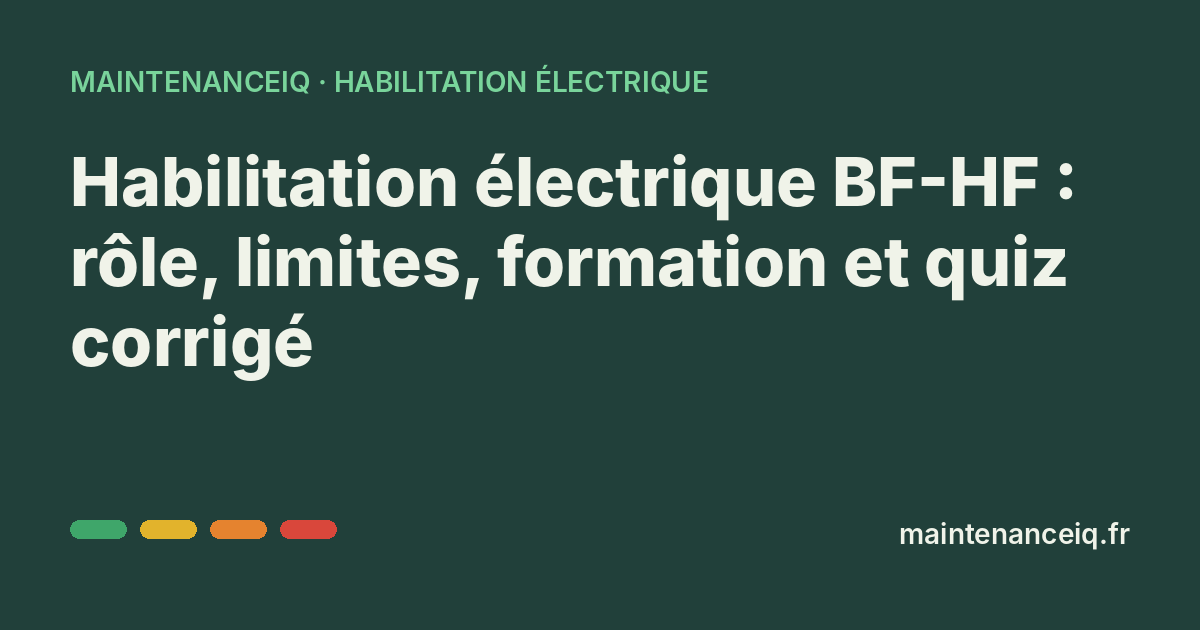 MAINTENANCEIQ · HABILITATION ÉLECTRIQUE
Habilitation électrique BF-HF :
rôle, limites, formation et quiz
corrigé
maintenanceiq.fr